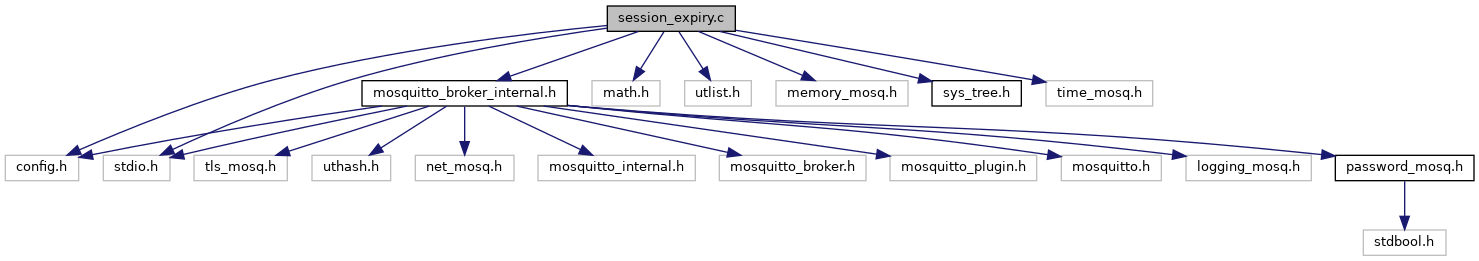 session_expiry.c
mosquitto_broker_internal.h
math.h
utlist.h
memory_mosq.h
sys_tree.h
time_mosq.h
config.h
stdio.h
tls_mosq.h
uthash.h
net_mosq.h
mosquitto_internal.h
mosquitto_broker.h
mosquitto_plugin.h
mosquitto.h
logging_mosq.h
password_mosq.h
stdbool.h